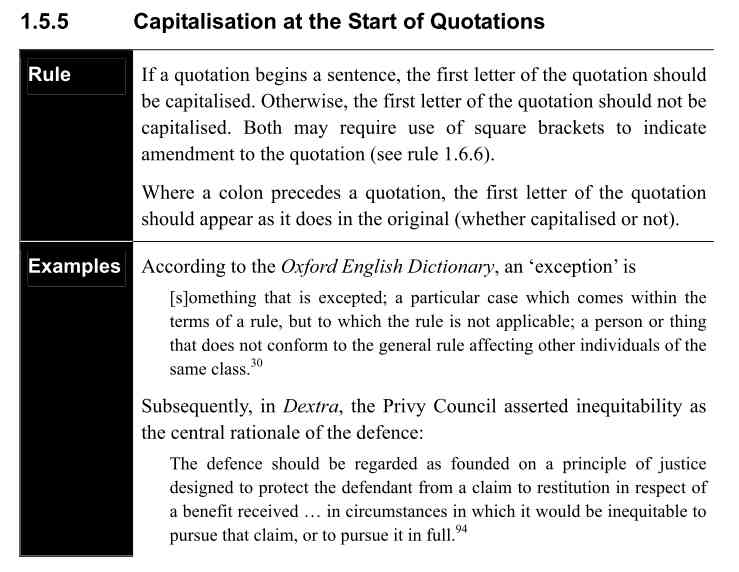 1.5.5 Capitalisation at the Start of Quotations
Rule
If a quotation begins a sentence, the first letter of the quotation should
be capitalised. Otherwise, the first letter of the quotation should not be
capitalised. Both may require use of square brackets to indicate
amendment to the quotation (see rule 1.6.6).
Where a colon precedes a quotation, the first letter of the quotation
should appear as it does in the original (whether capitalised or not).
Examples
According to the Oxford English Dictionary, an ‘exception’ is
[s]omething that is excepted; a particular case which comes within the
terms of a rule, but to which the rule is not applicable; a person or thing
that does not conform to the general rule affecting other individuals of the
same class.30
Subsequently, in Dextra, the Privy Council asserted inequitability as
the central rationale of the defence:
The defence should be regarded as founded on a principle of justice
designed to protect the defendant from a claim to restitution in respect of
a benefit received … in circumstances in which it would be inequitable to
pursue that claim, or to pursue it in full.94